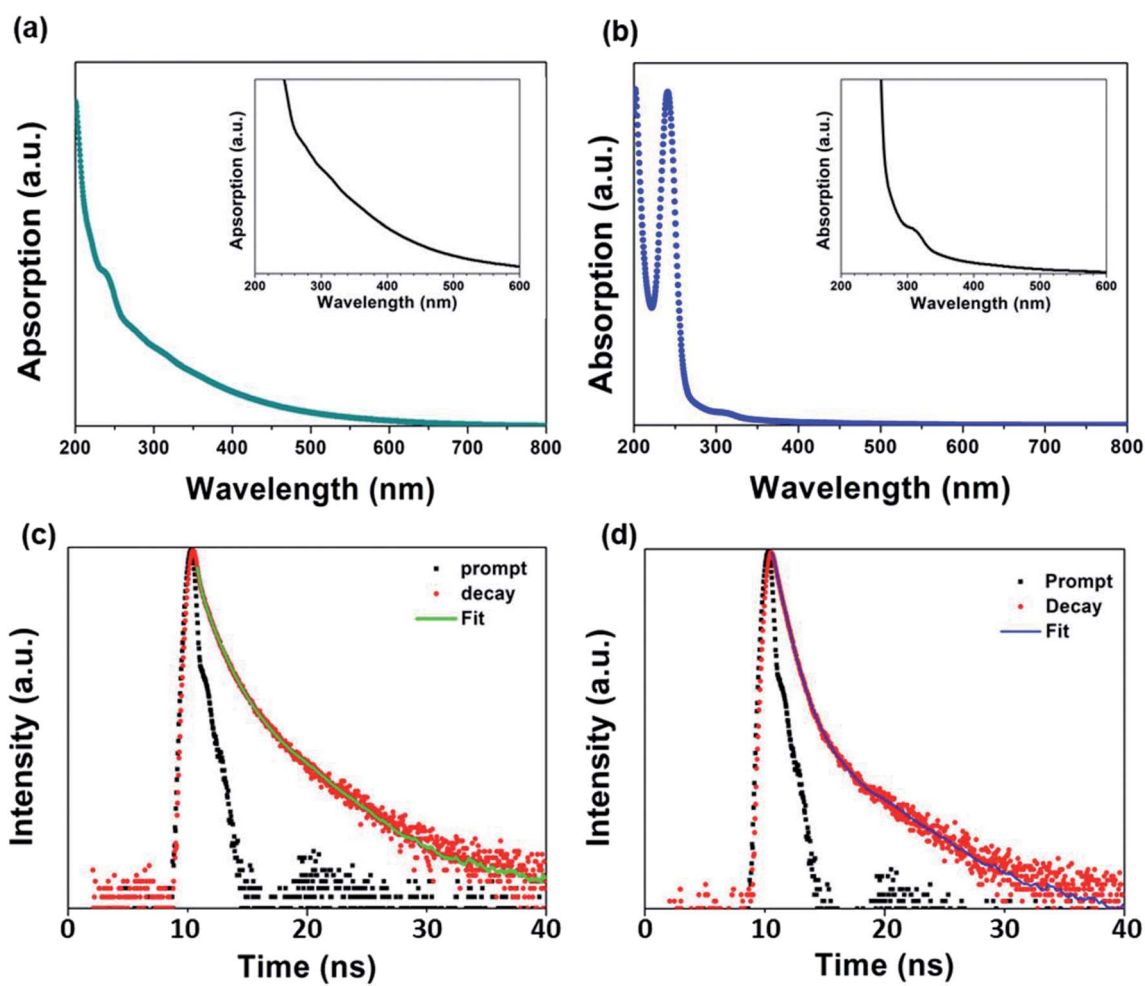 (a)
Apsorption (a.u.)
Apsorption (a.u.)
200 300 400 500 600
Wavelength (nm)
200 300 400 500 600 700 800
Wavelength (nm)
(b)
Absorption (a.u.)
Absorption (a.u.)
200 300 400 500 600
Wavelength (nm)
200 300 400 500 600 700 800
Wavelength (nm)
(c)
Intensity (a.u.)
prompt
decay
Fit
0 10 20 30 40
Time (ns)
(d)
Intensity (a.u.)
Prompt
Decay
Fit
0 10 20 30 40
Time (ns)